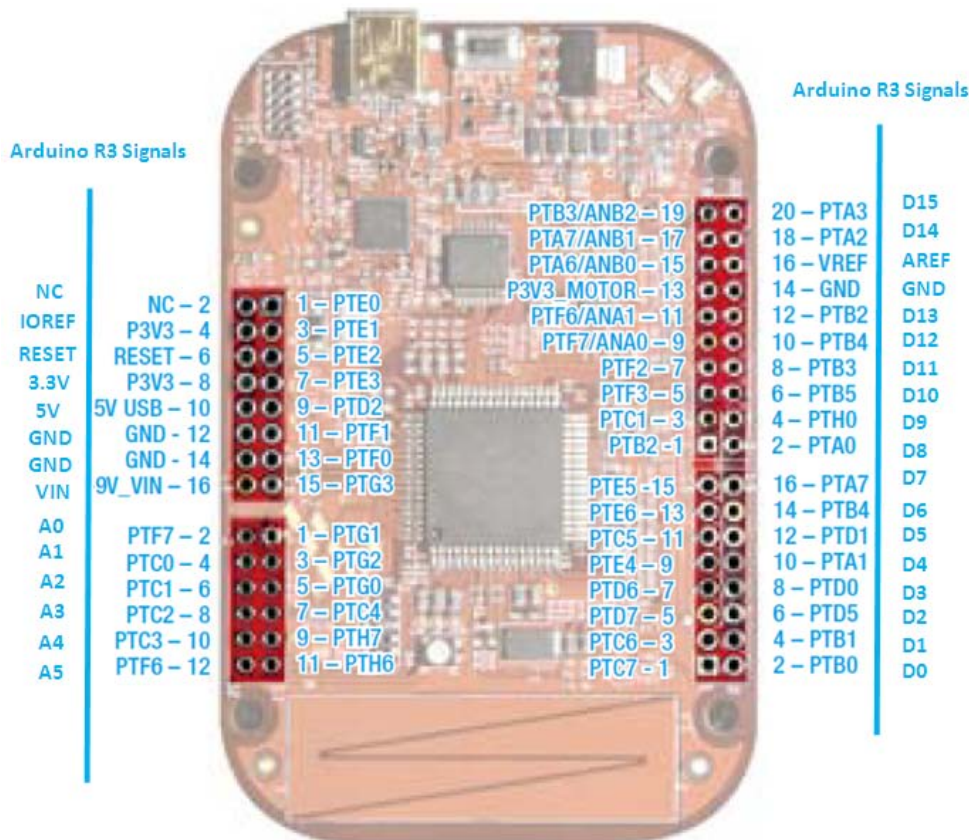 Arduino R3 Signals
Arduino R3 Signals
NC NC – 2 1 – PTE0
IOREF P3V3 – 4 3 – PTE1
RESET RESET – 6 5 – PTE2
3.3V P3V3 – 8 7 – PTE3
5V 5V USB – 10 9 – PTD2
GND GND - 12 11 – PTF1
GND GND - 14 13 – PTF0
VIN 9V_VIN – 16 15 – PTG3
A0 PTF7 – 2 1 – PTG1
A1 PTC0 – 4 3 – PTG2
A2 PTC1 – 6 5 – PTG0
A3 PTC2 – 8 7 – PTC4
A4 PTC3 – 10 9 – PTH7
A5 PTF6 – 12 11 – PTH6
PTB3/ANB2 – 19 20 – PTA3 D15
PTA7/ANB1 – 17 18 – PTA2 D14
PTA6/ANB0 – 15 16 – VREF AREF
P3V3_MOTOR – 13 14 – GND GND
PTF6/ANA1 – 11 12 – PTB2 D13
PTF7/ANA0 – 9 10 – PTB4 D12
PTF2 – 7 8 – PTB3 D11
PTF3 – 5 6 – PTB5 D10
PTC1 – 3 4 – PTH0 D9
PTB2 -1 2 – PTA0 D8
PTE5 -15 16 – PTA7 D7
PTE6 – 13 14 – PTB4 D6
PTC5 – 11 12 – PTD1 D5
PTE4 – 9 10 – PTA1 D4
PTD6 – 7 8 – PTD0 D3
PTD7 – 5 6 – PTD5 D2
PTC6 – 3 4 – PTB1 D1
PTC7 – 1 2 – PTB0 D0